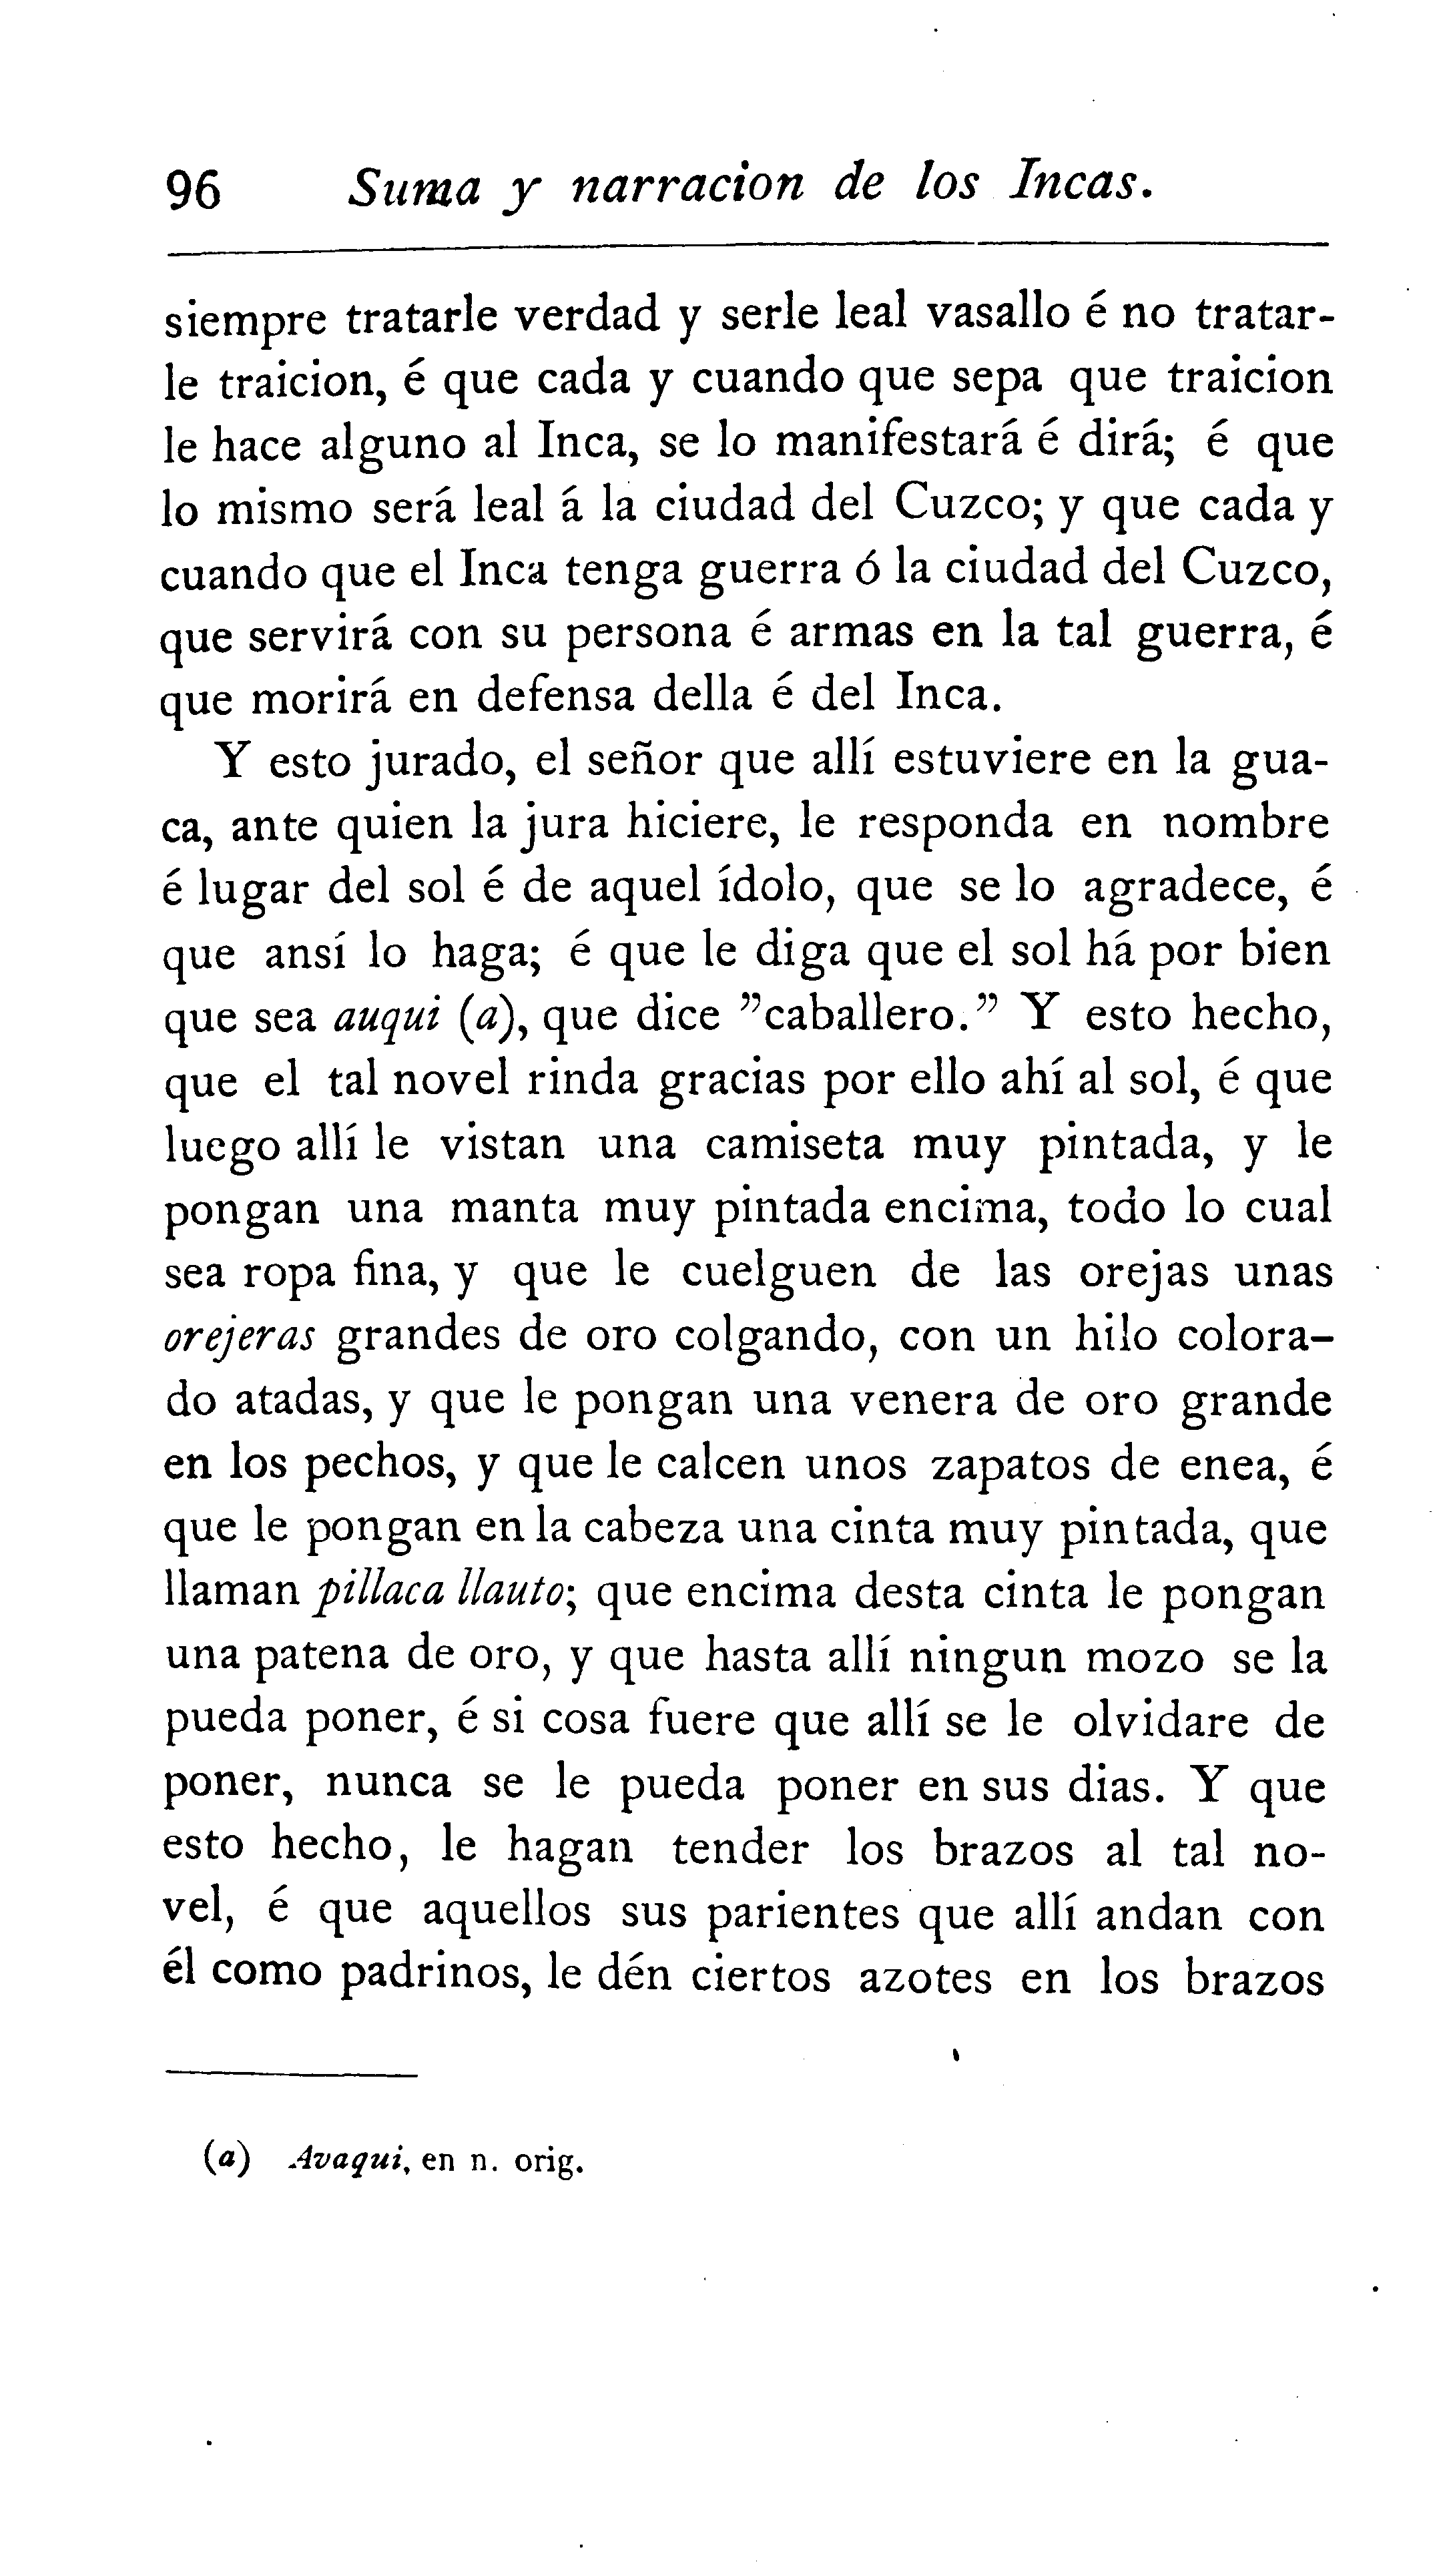 96 Suma y narracion de los Incas.
siempre tratarle verdad y serle leal vasallo é no tratar-
le traicion, é que cada y cuando que sepa que traicion
le hace alguno al Inca, se lo manifestará é dirá; é que
lo mismo será leal á la ciudad del Cuzco; y que cada y
cuando que el Inca tenga guerra ó la ciudad del Cuzco,
que servirá con su persona é armas en la tal guerra, é
que morirá en defensa della é del Inca.
Y esto jurado, el señor que allí estuviere en la gua-
ca, ante quien la jura hiciere, le responda en nombre
é lugar del sol é de aquel ídolo, que se lo agradece, é
que ansí lo haga; é que le diga que el sol há por bien
que sea auqui (a), que dice ”caballero.” Y esto hecho,
que el tal novel rinda gracias por ello ahí al sol, é que
luego allí le vistan una camiseta muy pintada, y le
pongan una manta muy pintada encima, todo lo cual
sea ropa fina, y que le cuelguen de las orejas unas
orejeras grandes de oro colgando, con un hilo colora-
do atadas, y que le pongan una venera de oro grande
en los pechos, y que le calcen unos zapatos de enea, é
que le pongan en la cabeza una cinta muy pintada, que
llaman pillaca llauto; que encima desta cinta le pongan
una patena de oro, y que hasta allí ningun mozo se la
pueda poner, é si cosa fuere que allí se le olvidare de
poner, nunca se le pueda poner en sus dias. Y que
esto hecho, le hagan tender los brazos al tal no-
vel, é que aquellos sus parientes que allí andan con
él como padrinos, le dén ciertos azotes en los brazos
(a) Avaqui, en n. orig.